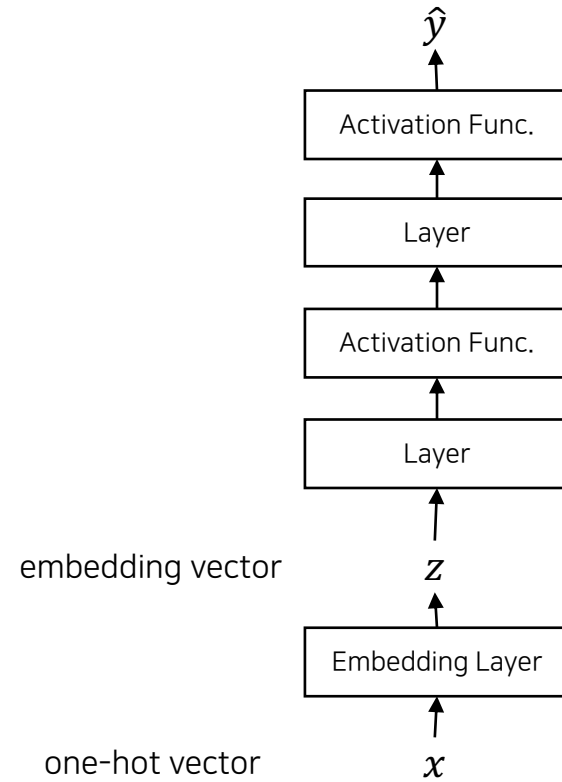 ŷ
Activation Func.
Layer
Activation Func.
Layer
embedding vector z
Embedding Layer
one-hot vector x